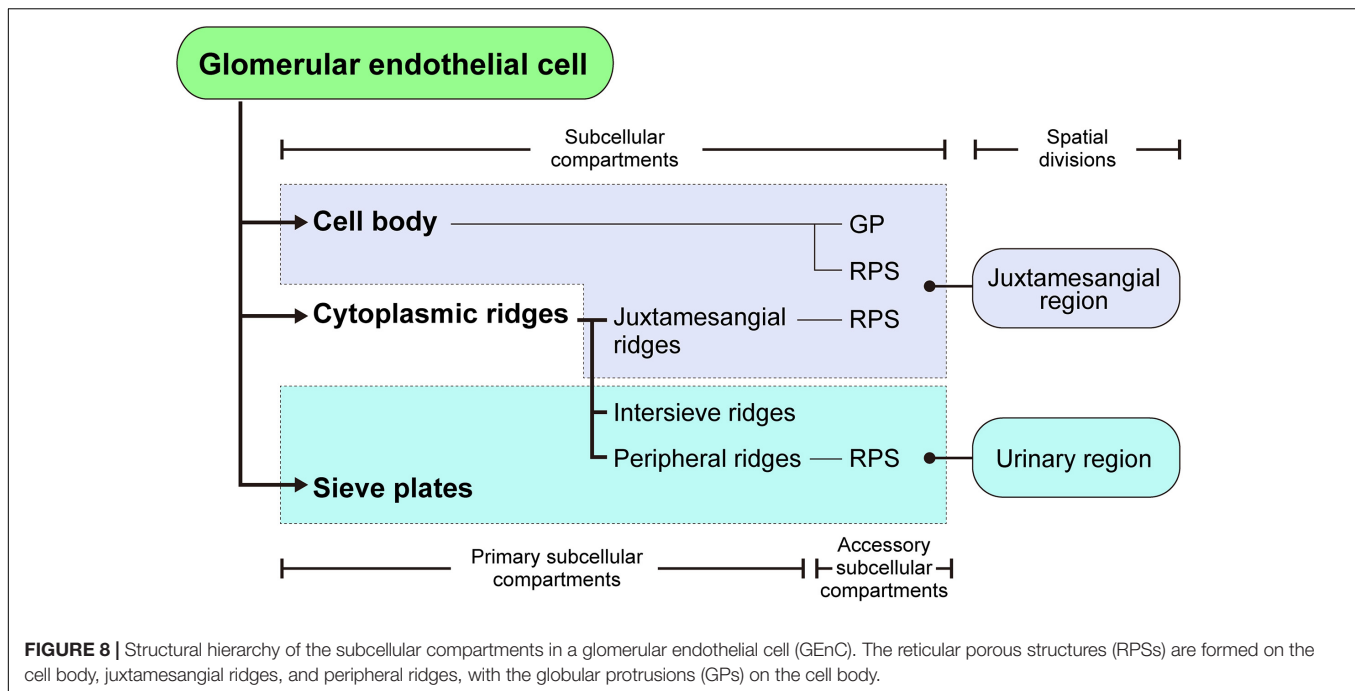 Glomerular endothelial cell
Subcellular
compartments
Spatial
divisions
Cell body
GP
RPS
Juxtamesangial
region
Cytoplasmic ridges
Juxtamesangial
ridges
RPS
Intersieve ridges
Peripheral ridges
RPS
Urinary region
Sieve plates
Primary subcellular
compartments
Accessory
subcellular
compartments
FIGURE 8 | Structural hierarchy of the subcellular compartments in a glomerular endothelial cell (GEnC). The reticular porous structures (RPSs) are formed on the
cell body, juxtamesangial ridges, and peripheral ridges, with the globular protrusions (GPs) on the cell body.